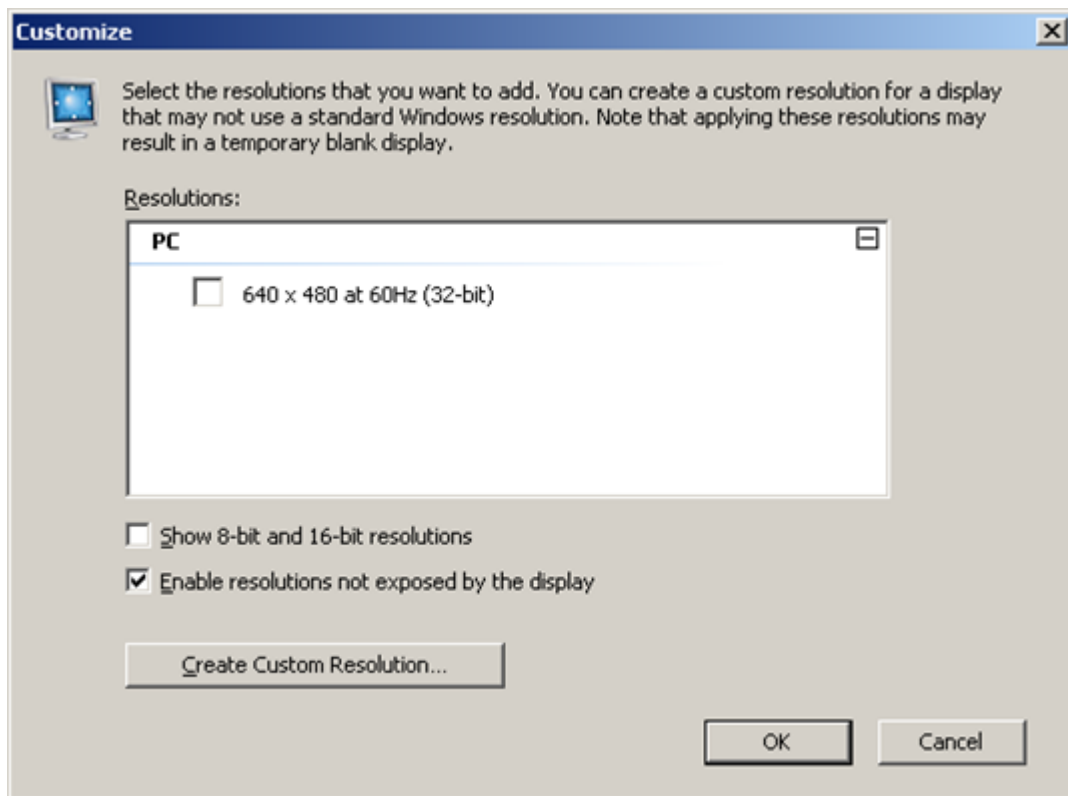 Customize
Select the resolutions that you want to add. You can create a custom resolution for a display
that may not use a standard Windows resolution. Note that applying these resolutions may
result in a temporary blank display.
Resolutions:
PC
640 x 480 at 60Hz (32-bit)
Show 8-bit and 16-bit resolutions
Enable resolutions not exposed by the display
Create Custom Resolution...
OK
Cancel